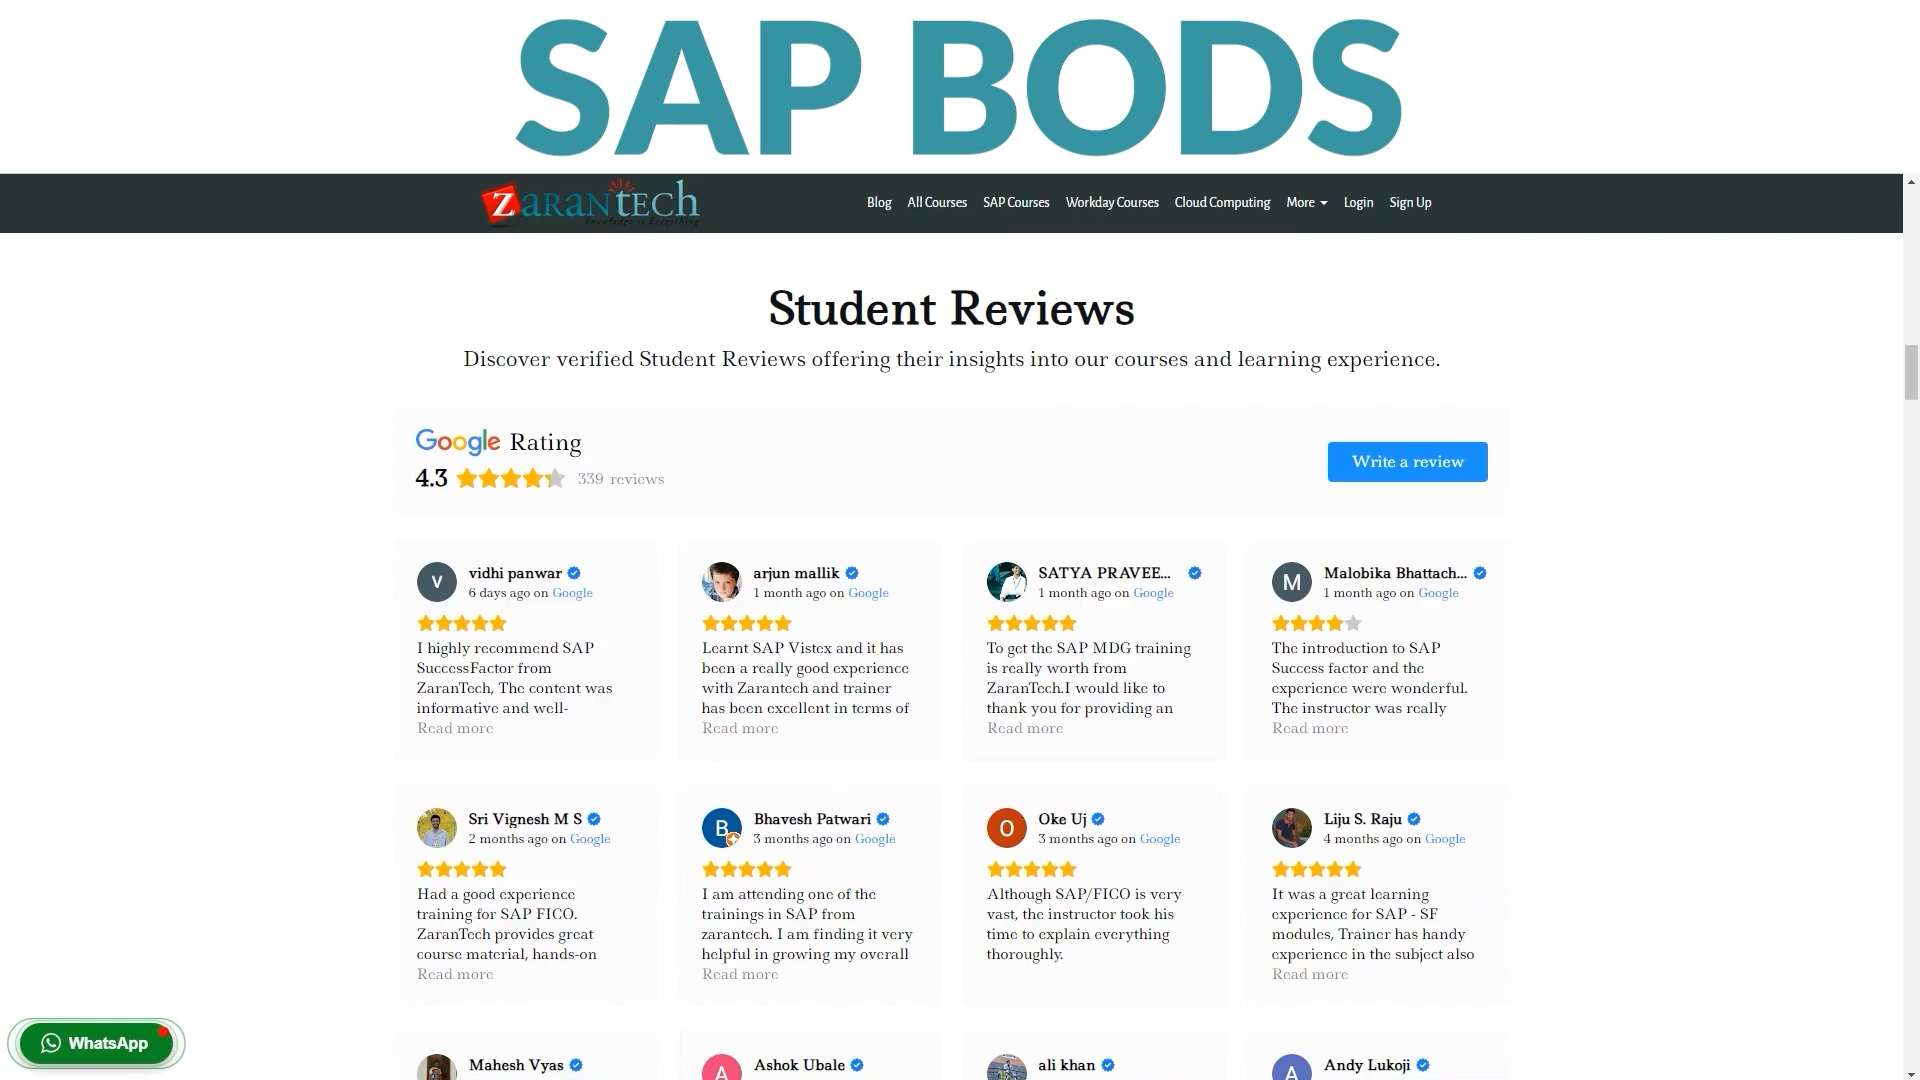 SAP BODS
ZaranTech
Knowledge is Everything
Blog All Courses SAP Courses Workday Courses Cloud Computing More Login Sign Up
Student Reviews
Discover verified Student Reviews offering their insights into our courses and learning experience.
Google Rating
4.3 339 reviews
Write a review
V
vidhi panwar
6 days ago on Google
I highly recommend SAP
SuccessFactor from
ZaranTech, The content was
informative and well-
Read more
arjun mallik
1 month ago on Google
Learnt SAP Vistex and it has
been a really good experience
with Zarantech and trainer
has been excellent in terms of
Read more
SATYA PRAVEE...
1 month ago on Google
To get the SAP MDG training
is really worth from
ZaranTech.I would like to
thank you for providing an
Read more
M
Malobika Bhattach...
1 month ago on Google
The introduction to SAP
Success factor and the
experience were wonderful.
The instructor was really
Read more
Sri Vignesh M S
2 months ago on Google
Had a good experience
training for SAP FICO.
ZaranTech provides great
course material, hands-on
Read more
B
Bhavesh Patwari
3 months ago on Google
I am attending one of the
trainings in SAP from
zarantech. I am finding it very
helpful in growing my overall
Read more
O
Oke Uj
3 months ago on Google
Although SAP/FICO is very
vast, the instructor took his
time to explain everything
thoroughly.
Liju S. Raju
4 months ago on Google
It was a great learning
experience for SAP - SF
modules, Trainer has handy
experience in the subject also
Read more
WhatsApp
Mahesh Vyas
A
Ashok Ubale
ali khan
A
Andy Lukoji